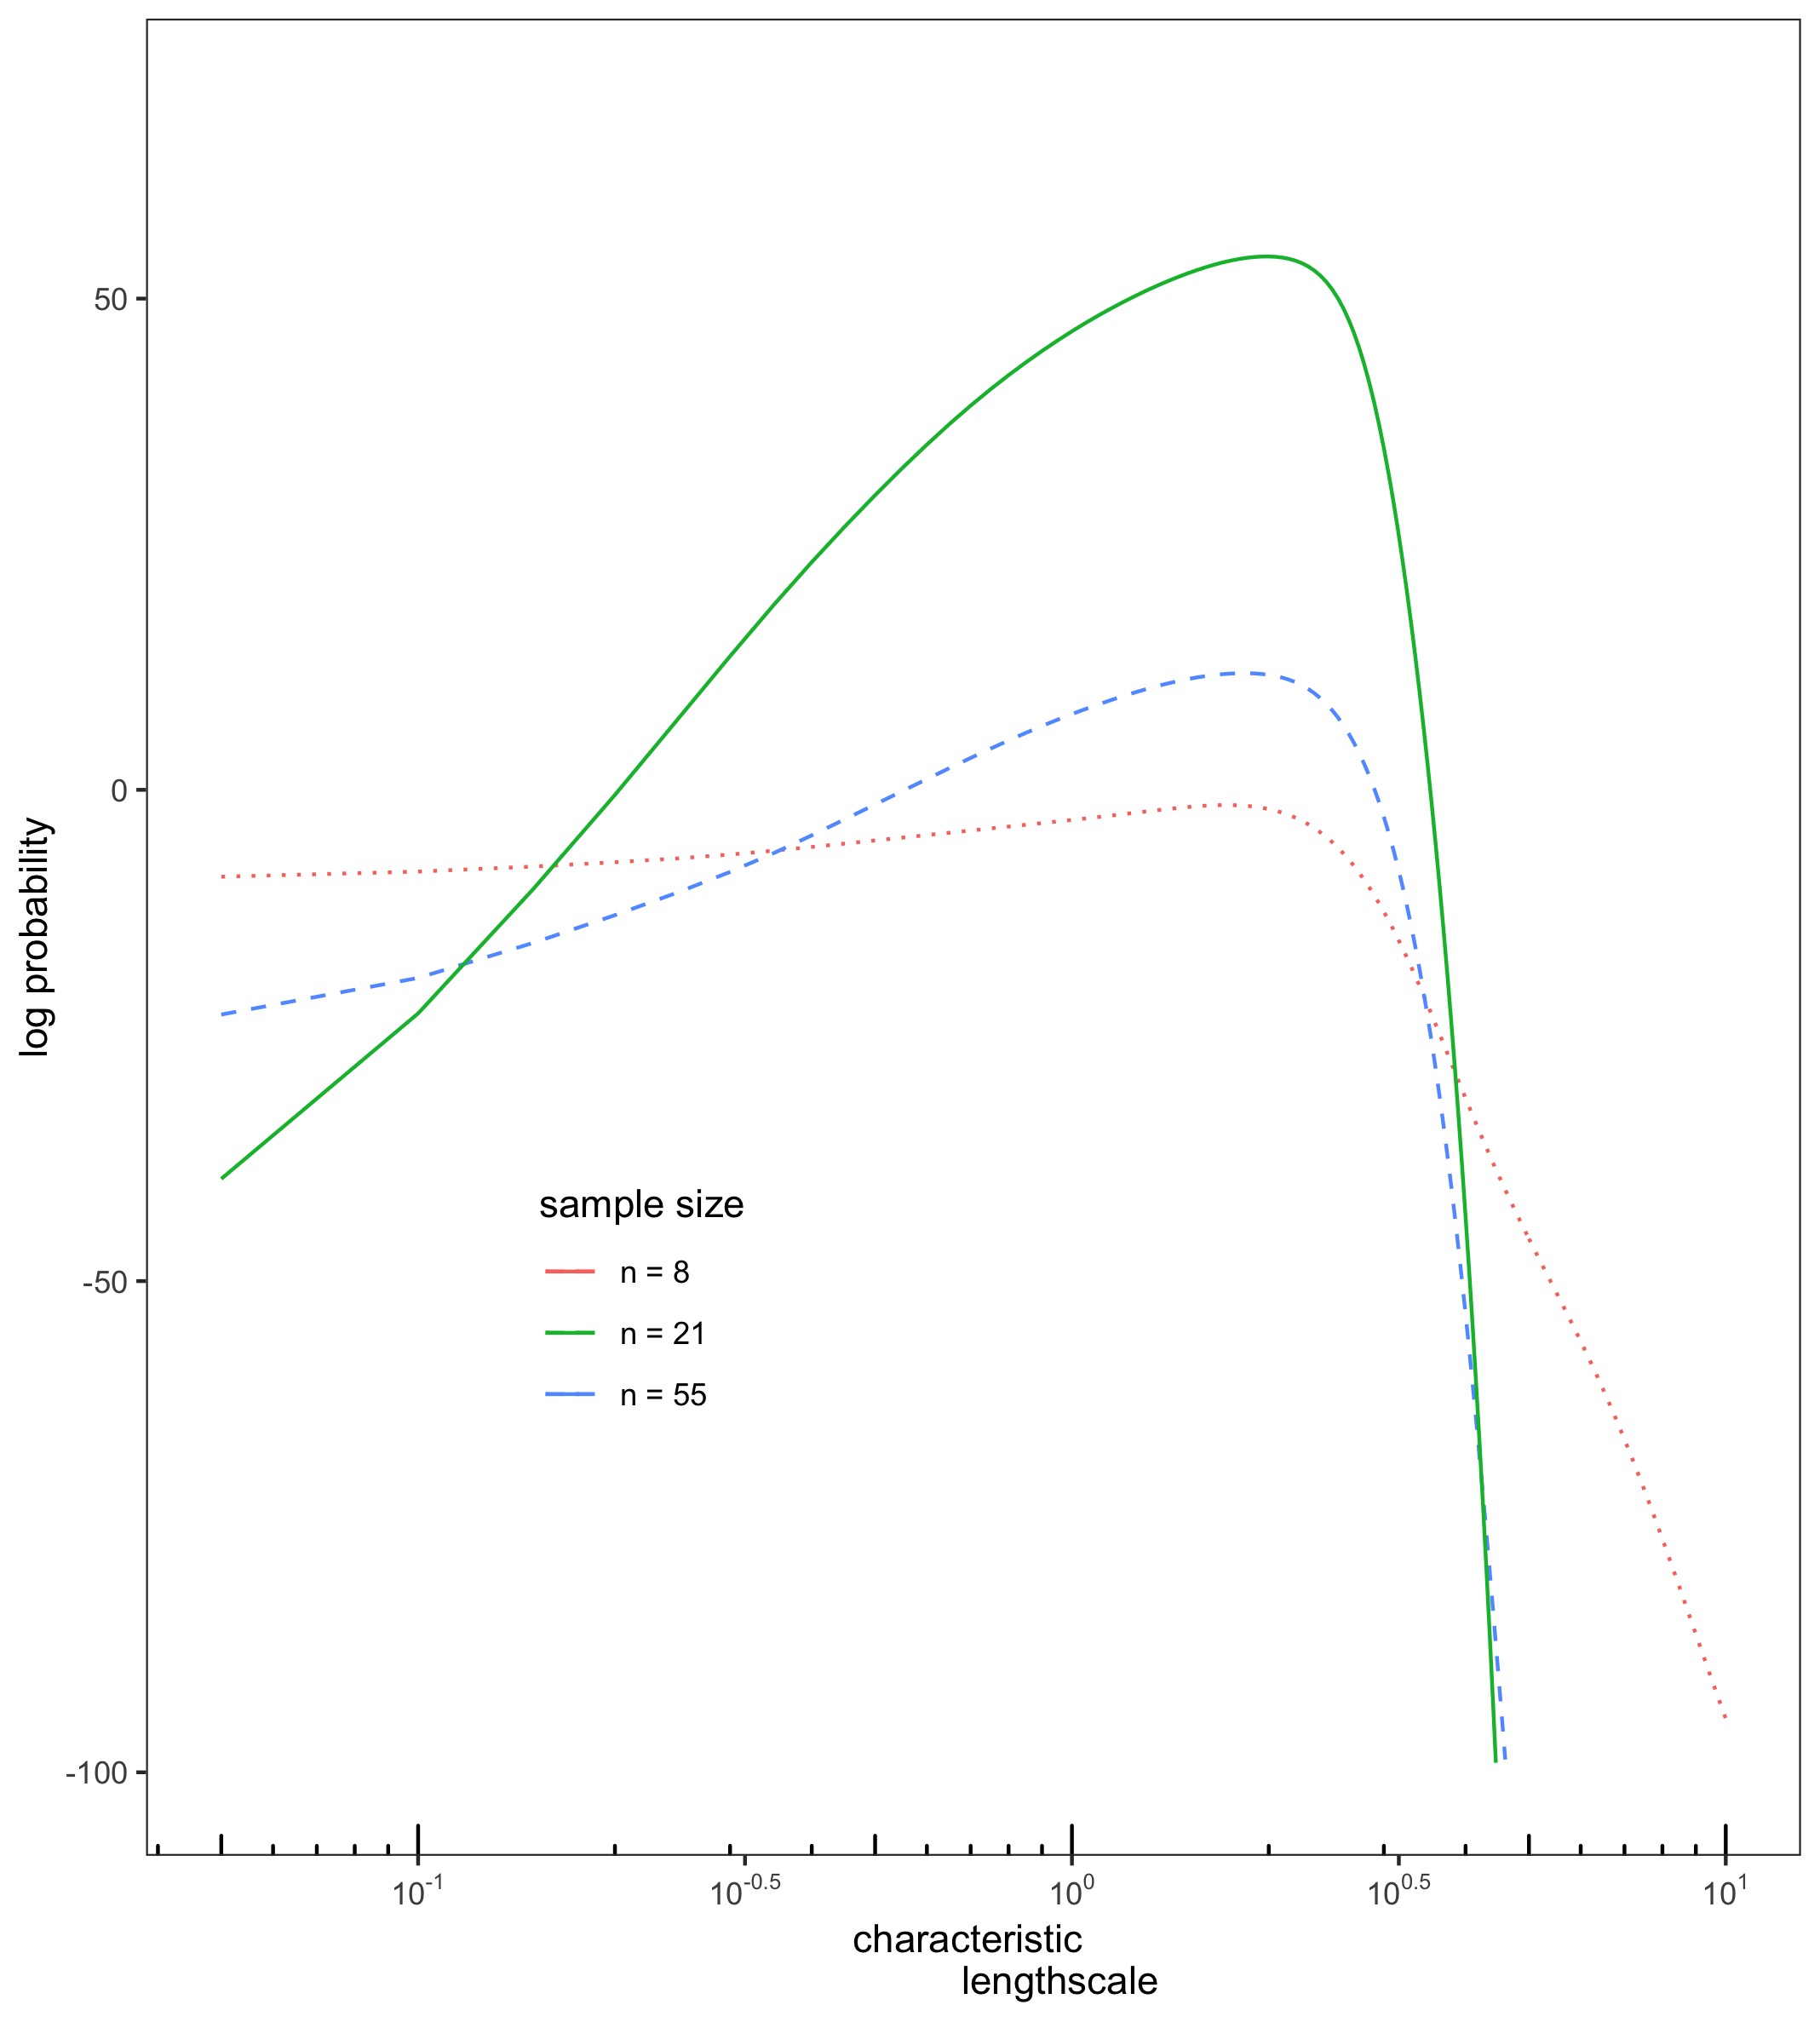 50
0
-50
-100
log probability
sample size
n = 8
n = 21
n = 55
10^-1 10^-0.5 10^0 10^0.5 10^1
characteristic
lengthscale